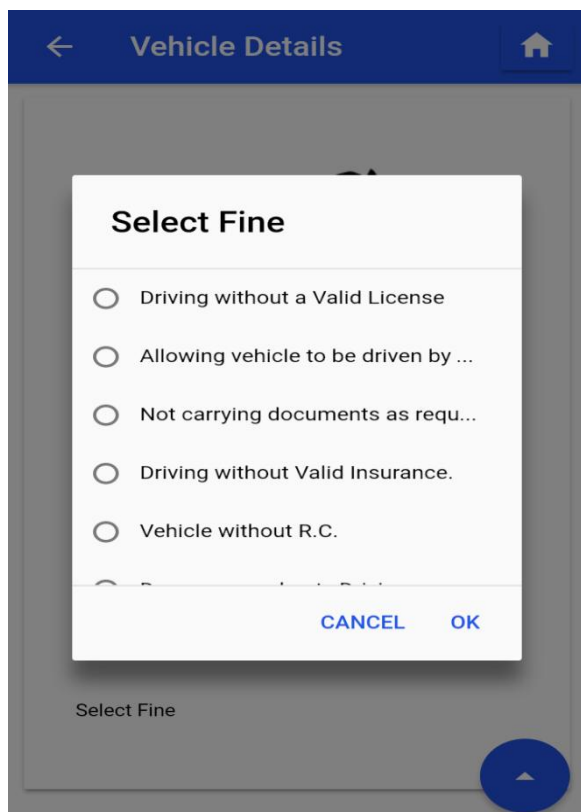 Vehicle Details
Select Fine
Driving without a Valid License
Allowing vehicle to be driven by ...
Not carrying documents as requ...
Driving without Valid Insurance.
Vehicle without R.C.
CANCEL OK
Select Fine